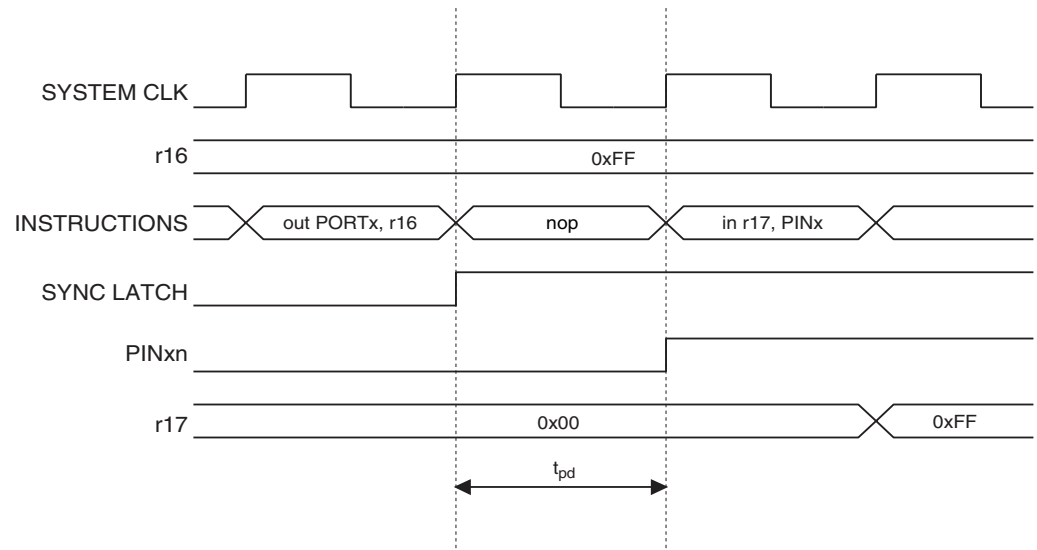 SYSTEM CLK
r16
0xFF
INSTRUCTIONS
out PORTx, r16
nop
in r17, PINx
SYNC LATCH
PINxn
r17
0x00
0xFF
tpd